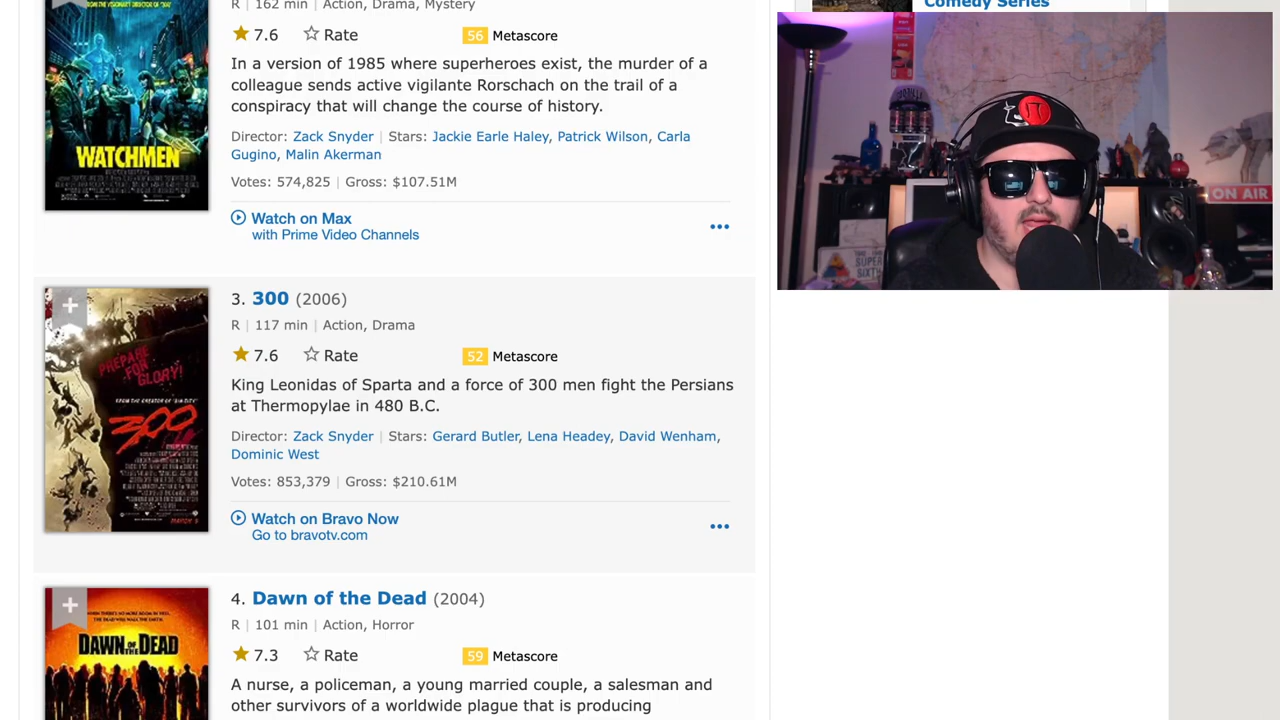 Comedy Series
R | 162 min | Action, Drama, Mystery
7.6 Rate 56 Metascore
In a version of 1985 where superheroes exist, the murder of a
colleague sends active vigilante Rorschach on the trail of a
conspiracy that will change the course of history.
Director: Zack Snyder | Stars: Jackie Earle Haley, Patrick Wilson, Carla
Gugino, Malin Akerman
Votes: 574,825 | Gross: $107.51M
Watch on Max
with Prime Video Channels
WATCHMEN
ON AIR
3. 300 (2006)
R | 117 min | Action, Drama
7.6 Rate 52 Metascore
King Leonidas of Sparta and a force of 300 men fight the Persians
at Thermopylae in 480 B.C.
Director: Zack Snyder | Stars: Gerard Butler, Lena Headey, David Wenham,
Dominic West
Votes: 853,379 | Gross: $210.61M
Watch on Bravo Now
Go to bravotv.com
PREPARE
FOR
GLORY!
300
4. Dawn of the Dead (2004)
R | 101 min | Action, Horror
7.3 Rate 59 Metascore
A nurse, a policeman, a young married couple, a salesman and
other survivors of a worldwide plague that is producing
DAWN OF THE DEAD